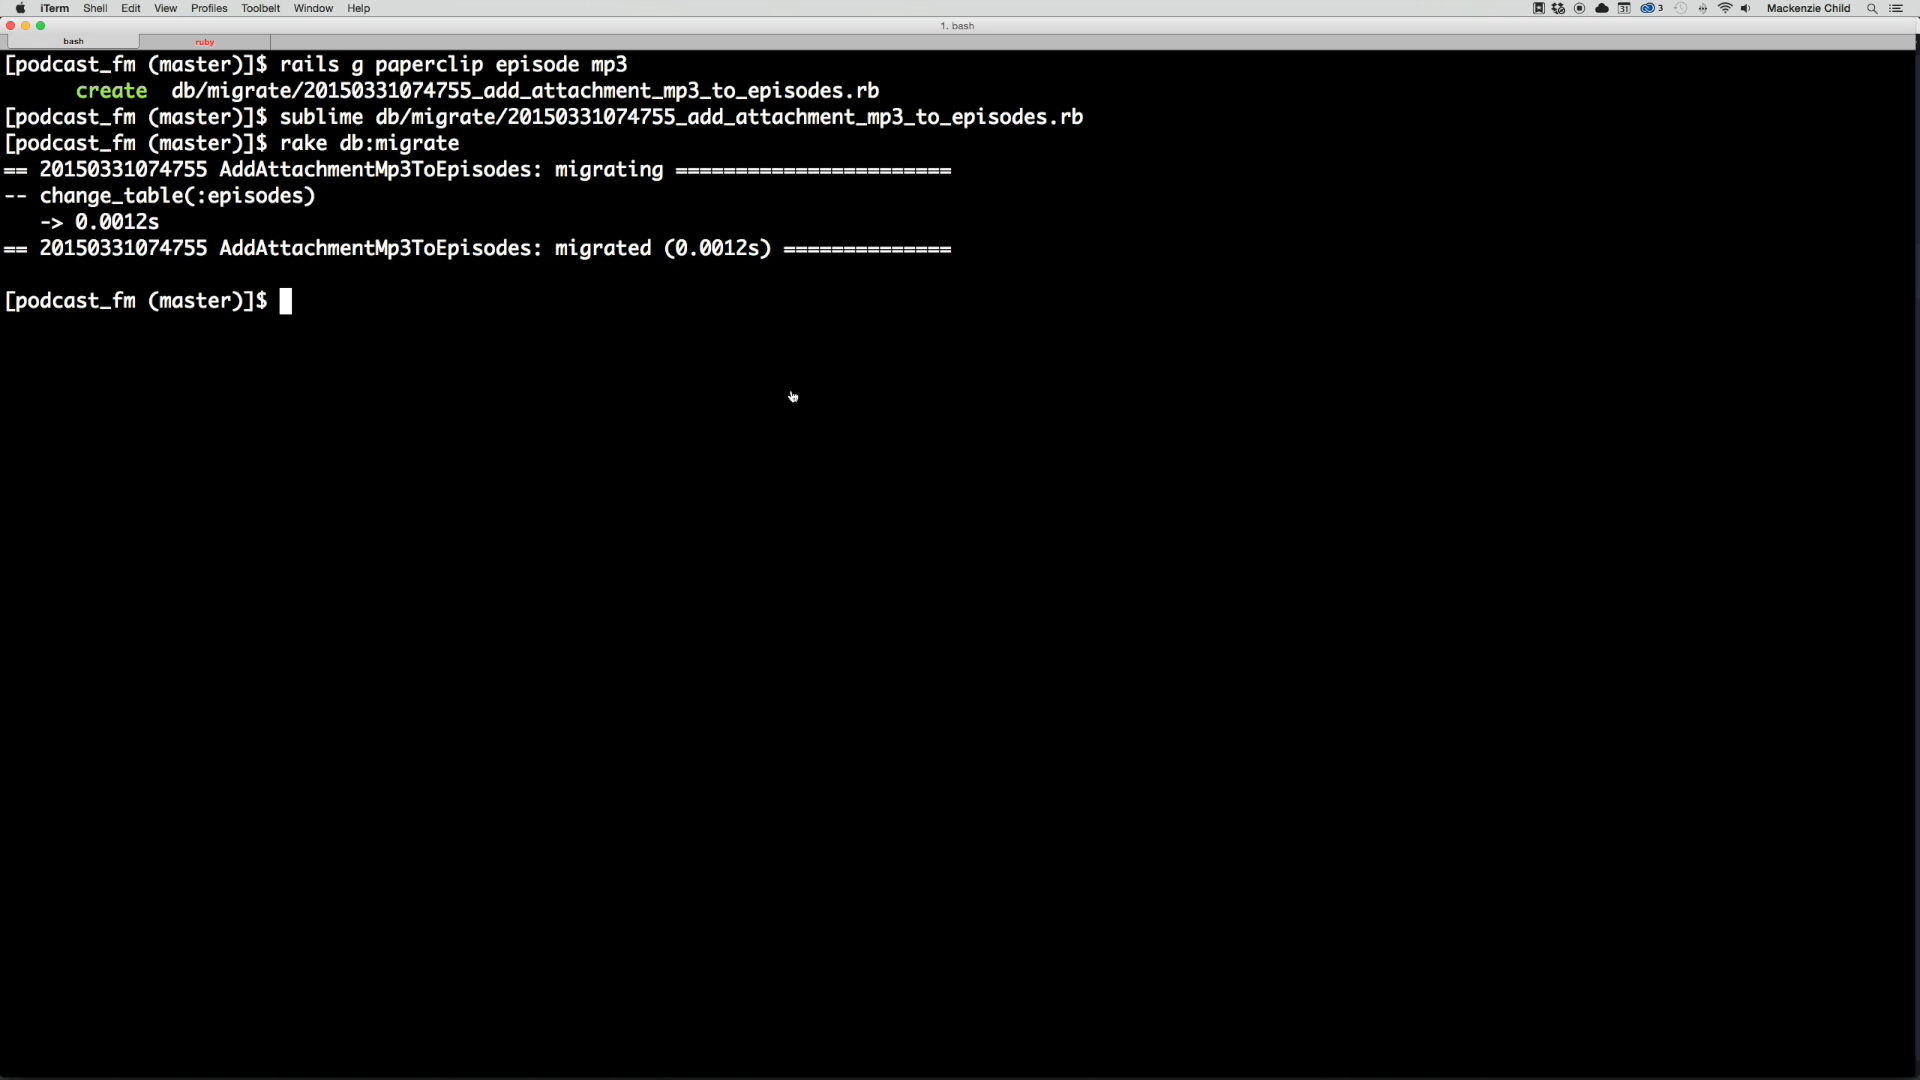 iTerm Shell Edit View Profiles Toolbelt Window Help 31 3 Mackenzie Child
1. bash
bash ruby
[podcast_fm (master)]$ rails g paperclip episode mp3
create db/migrate/20150331074755_add_attachment_mp3_to_episodes.rb
[podcast_fm (master)]$ sublime db/migrate/20150331074755_add_attachment_mp3_to_episodes.rb
[podcast_fm (master)]$ rake db:migrate
== 20150331074755 AddAttachmentMp3ToEpisodes: migrating =======================
-- change_table(:episodes)
-> 0.0012s
== 20150331074755 AddAttachmentMp3ToEpisodes: migrated (0.0012s) ==============
[podcast_fm (master)]$